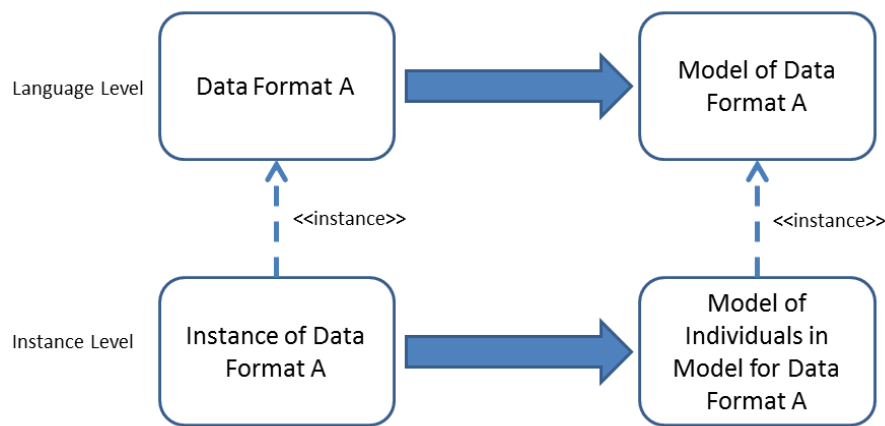 Language Level
Data Format A
Model of Data
Format A
<<instance>>
<<instance>>
Instance Level
Instance of Data
Format A
Model of
Individuals in
Model for Data
Format A